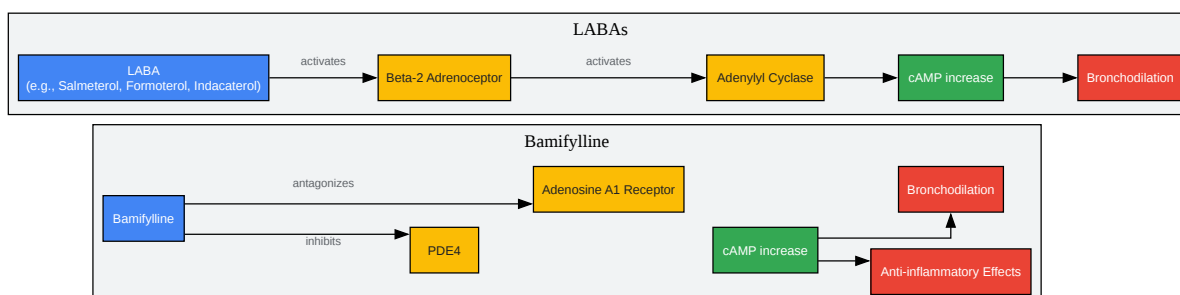 LABAs
LABA
(e.g., Salmeterol, Formoterol, Indacaterol)
activates
Beta-2 Adrenoceptor
activates
Adenylyl Cyclase
cAMP increase
Bronchodilation
Bamifylline
Bamifylline
antagonizes
Adenosine A1 Receptor
inhibits
PDE4
cAMP increase
Bronchodilation
Anti-inflammatory Effects